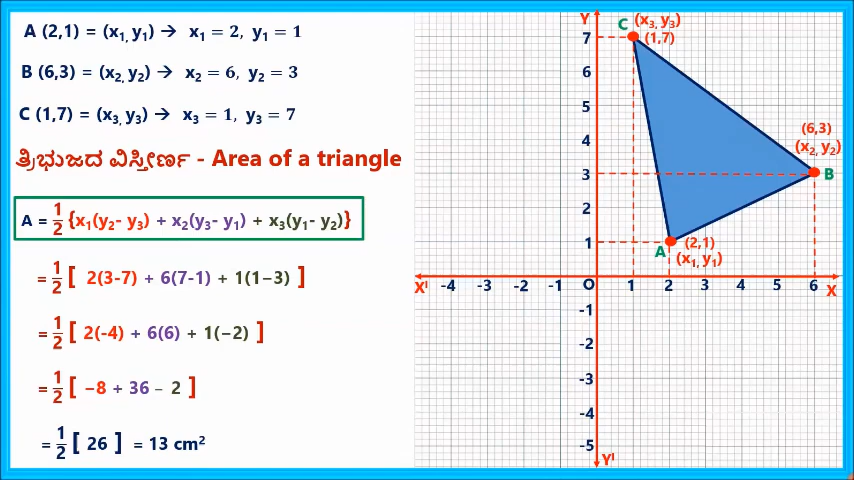 A (2,1) = (x₁, y₁) → x₁ = 2, y₁ = 1
B (6,3) = (x₂, y₂) → x₂ = 6, y₂ = 3
C (1,7) = (x₃, y₃) → x₃ = 1, y₃ = 7
ತ್ರಿಭುಜದ ವಿಸ್ತೀರ್ಣ - Area of a triangle
A = 1/2 {x₁(y₂- y₃) + x₂(y₃- y₁) + x₃(y₁- y₂)}
= 1/2 [ 2(3-7) + 6(7-1) + 1(1−3) ]
= 1/2 [ 2(-4) + 6(6) + 1(−2) ]
= 1/2 [ −8 + 36 – 2 ]
= 1/2 [ 26 ] = 13 cm²
Y
C (x₃, y₃)
(1,7)
7
6
5
4
3
2
1
(6,3)
(x₂, y₂)
B
(2,1)
A (x₁, y₁)
X' -4 -3 -2 -1 O 1 2 3 4 5 6 X
-1
-2
-3
-4
-5
Y'